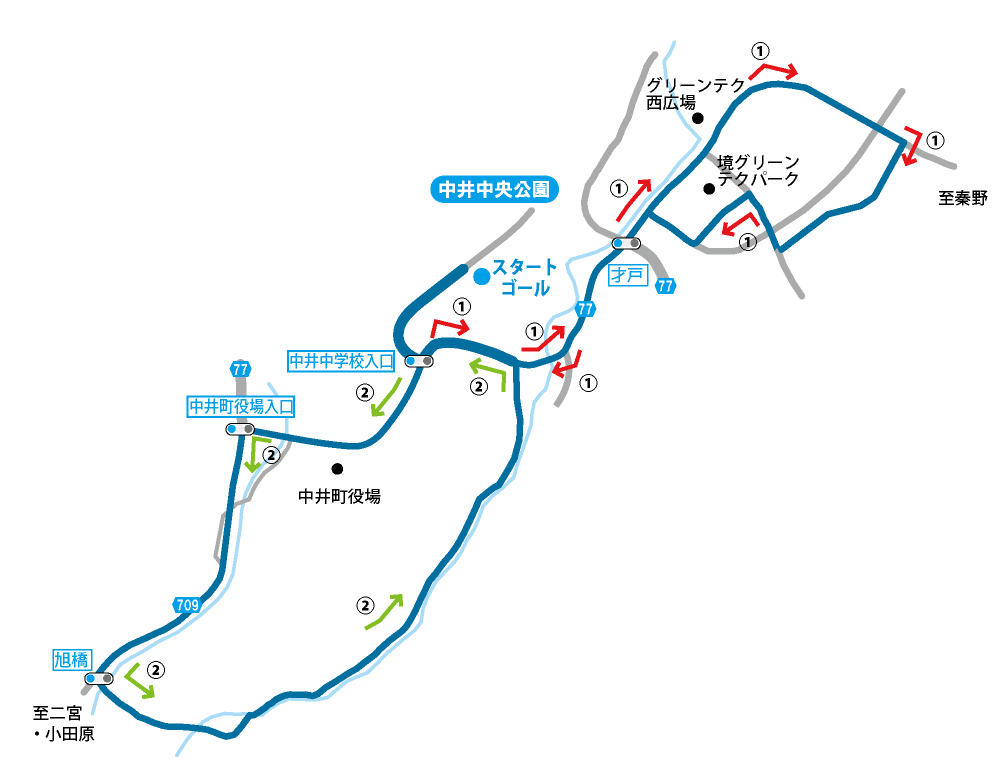 ①
グリーンテク
西広場
①
境グリーン
テクパーク
①
中井中央公園
至秦野
①
スタート
ゴール
才戸
77
①
77
①
中井中学校入口
①
77
②
②
①
中井町役場入口
②
中井町役場
709
②
旭橋
②
至二宮
・小田原